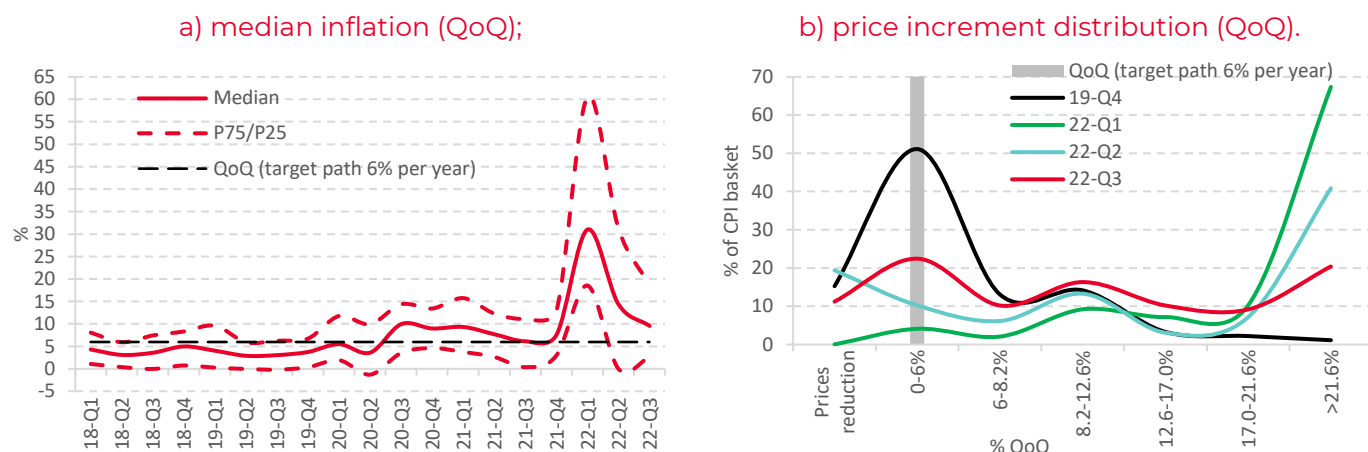 a) median inflation (QoQ);
65
60
55
50
45
40
35
30
25
20
15
10
5
0
-5
%
Median
P75/P25
QoQ (target path 6% per year)
18-Q1
18-Q2
18-Q3
18-Q4
19-Q1
19-Q2
19-Q3
19-Q4
20-Q1
20-Q2
20-Q3
20-Q4
21-Q1
21-Q2
21-Q3
21-Q4
22-Q1
22-Q2
22-Q3
b) price increment distribution (QoQ).
70
60
50
40
30
20
10
0
% of CPI basket
QoQ (target path 6% per year)
19-Q4
22-Q1
22-Q2
22-Q3
Prices
reduction
0-6%
6-8.2%
8.2-12.6%
12.6-17.0%
17.0-21.6%
>21.6%
% QoQ